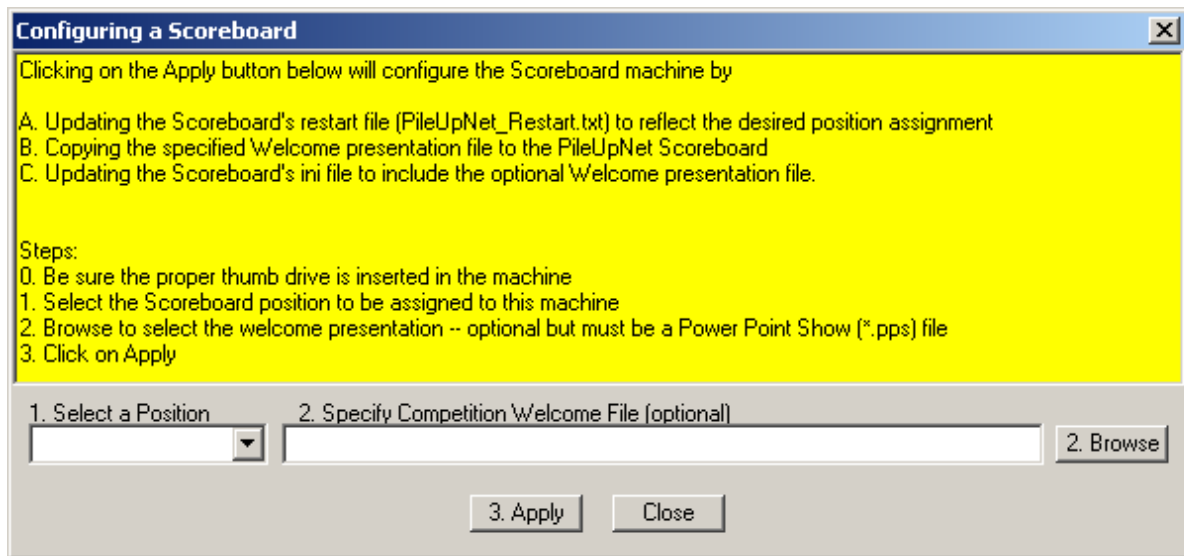 Configuring a Scoreboard
Clicking on the Apply button below will configure the Scoreboard machine by
A. Updating the Scoreboard's restart file (PileUpNet_Restart.txt) to reflect the desired position assignment
B. Copying the specified Welcome presentation file to the PileUpNet Scoreboard
C. Updating the Scoreboard's ini file to include the optional Welcome presentation file.
Steps:
0. Be sure the proper thumb drive is inserted in the machine
1. Select the Scoreboard position to be assigned to this machine
2. Browse to select the welcome presentation -- optional but must be a Power Point Show (*.pps) file
3. Click on Apply
1. Select a Position 2. Specify Competition Welcome File (optional)
2. Browse
3. Apply Close